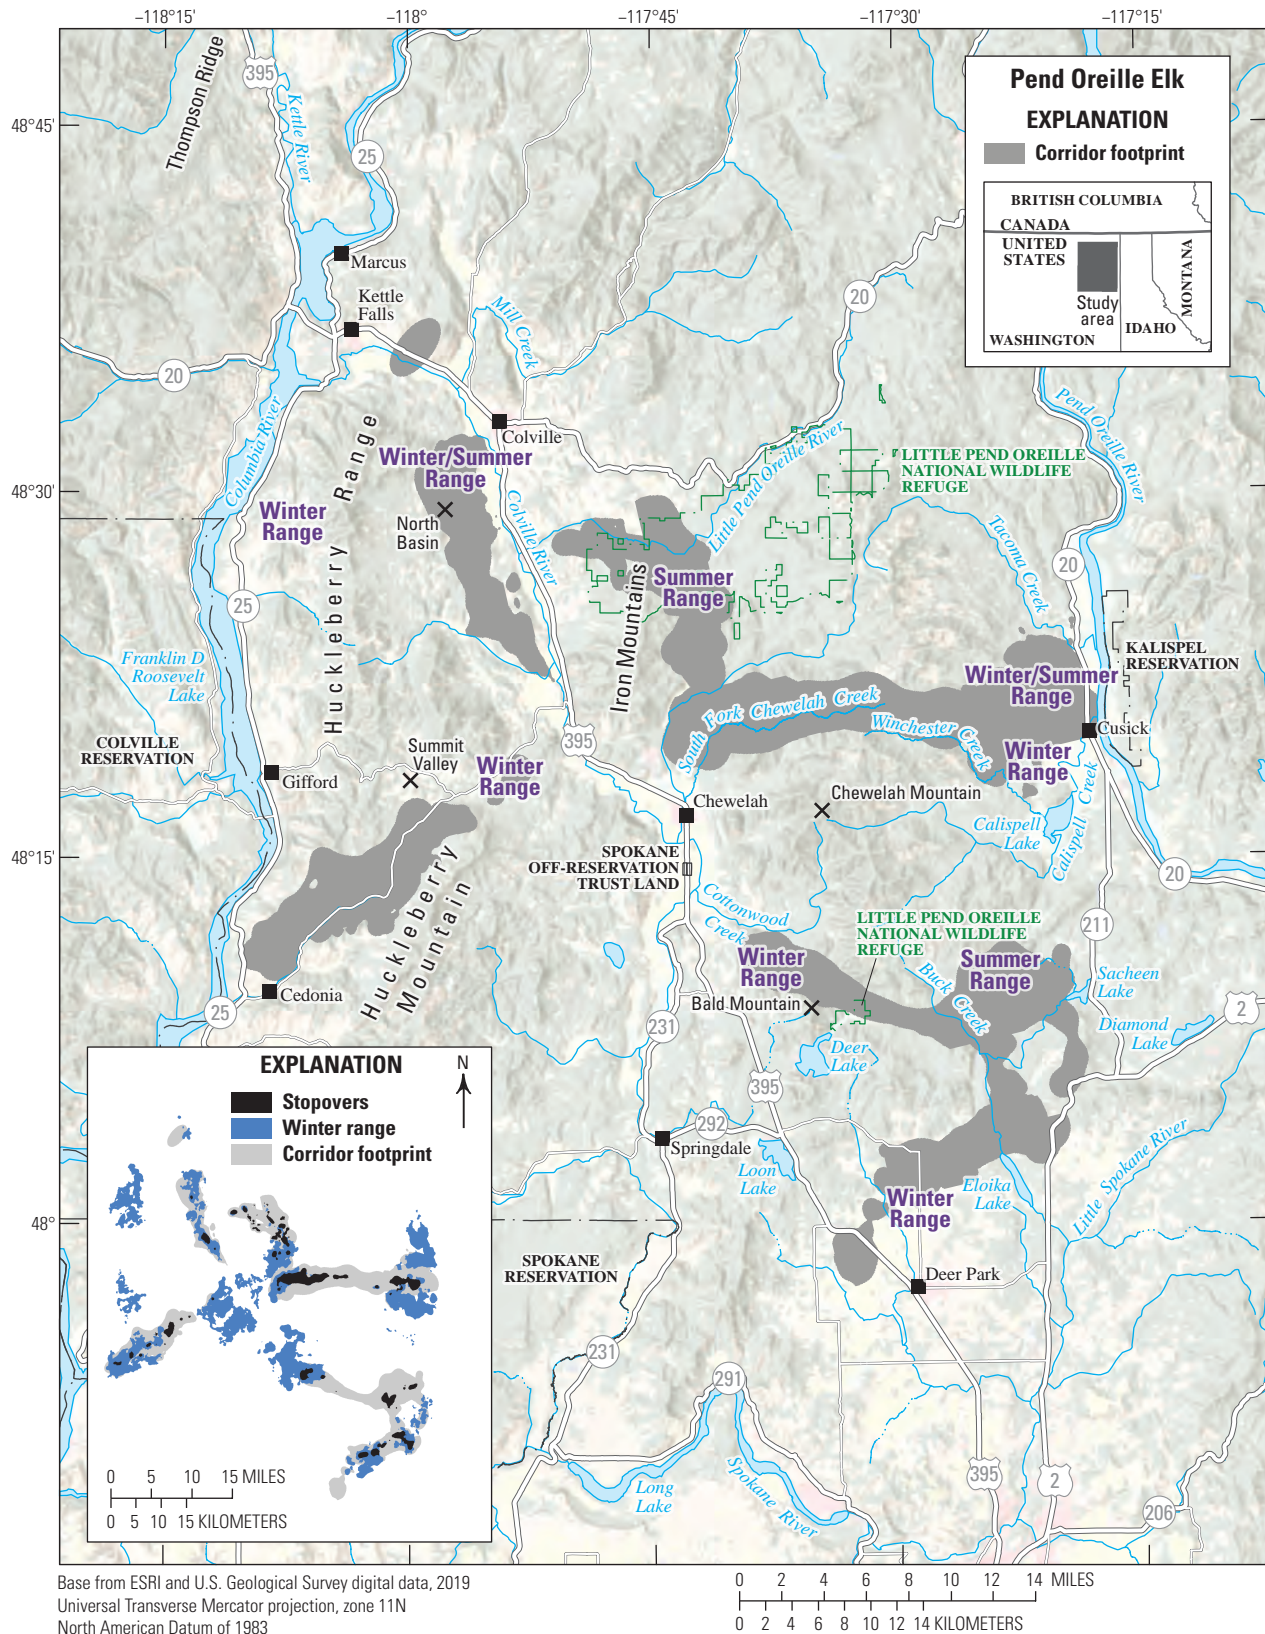 −118°15'
−118°
−117°45'
−117°30'
−117°15'
48°45'
48°30'
48°15'
48°
Pend Oreille Elk
EXPLANATION
Corridor footprint
BRITISH COLUMBIA
CANADA
UNITED
STATES
MONTANA
Study
area
IDAHO
WASHINGTON
Thompson Ridge
395
Kettle River
25
Marcus
Kettle
Falls
Mill Creek
20
20
Colville
Columbia River
Huckleberry Range
Winter/Summer
Range
Winter
Range
North
Basin
Colville River
Little Pend Oreille River
LITTLE PEND OREILLE
NATIONAL WILDLIFE
REFUGE
Pend Oreille River
Tacoma Creek
20
25
Summer
Range
Iron Mountains
Franklin D
Roosevelt
Lake
KALISPEL
RESERVATION
Winter/Summer
Range
South Fork Chewelah Creek
Winchester Creek
Cusick
COLVILLE
RESERVATION
395
Summit
Valley
Winter
Range
Winter
Range
Gifford
Chewelah
Chewelah Mountain
Calispell
Lake
Calispell Creek
SPOKANE
OFF-RESERVATION
TRUST LAND
20
Huckleberry
Mountain
Cottonwood
Creek
LITTLE PEND OREILLE
NATIONAL WILDLIFE
REFUGE
211
Winter
Range
Summer
Range
Buck Creek
Sacheen
Lake
Cedonia
25
Bald Mountain
2
Diamond
Lake
231
Deer
Lake
395
292
Springdale
Loon
Lake
Eloika
Lake
Little Spokane River
Winter
Range
SPOKANE
RESERVATION
Deer Park
231
291
Long
Lake
Spokane River
395
2
206
EXPLANATION
N
Stopovers
Winter range
Corridor footprint
0 5 10 15 MILES
0 5 10 15 KILOMETERS
Base from ESRI and U.S. Geological Survey digital data, 2019
Universal Transverse Mercator projection, zone 11N
North American Datum of 1983
0 2 4 6 8 10 12 14 MILES
0 2 4 6 8 10 12 14 KILOMETERS